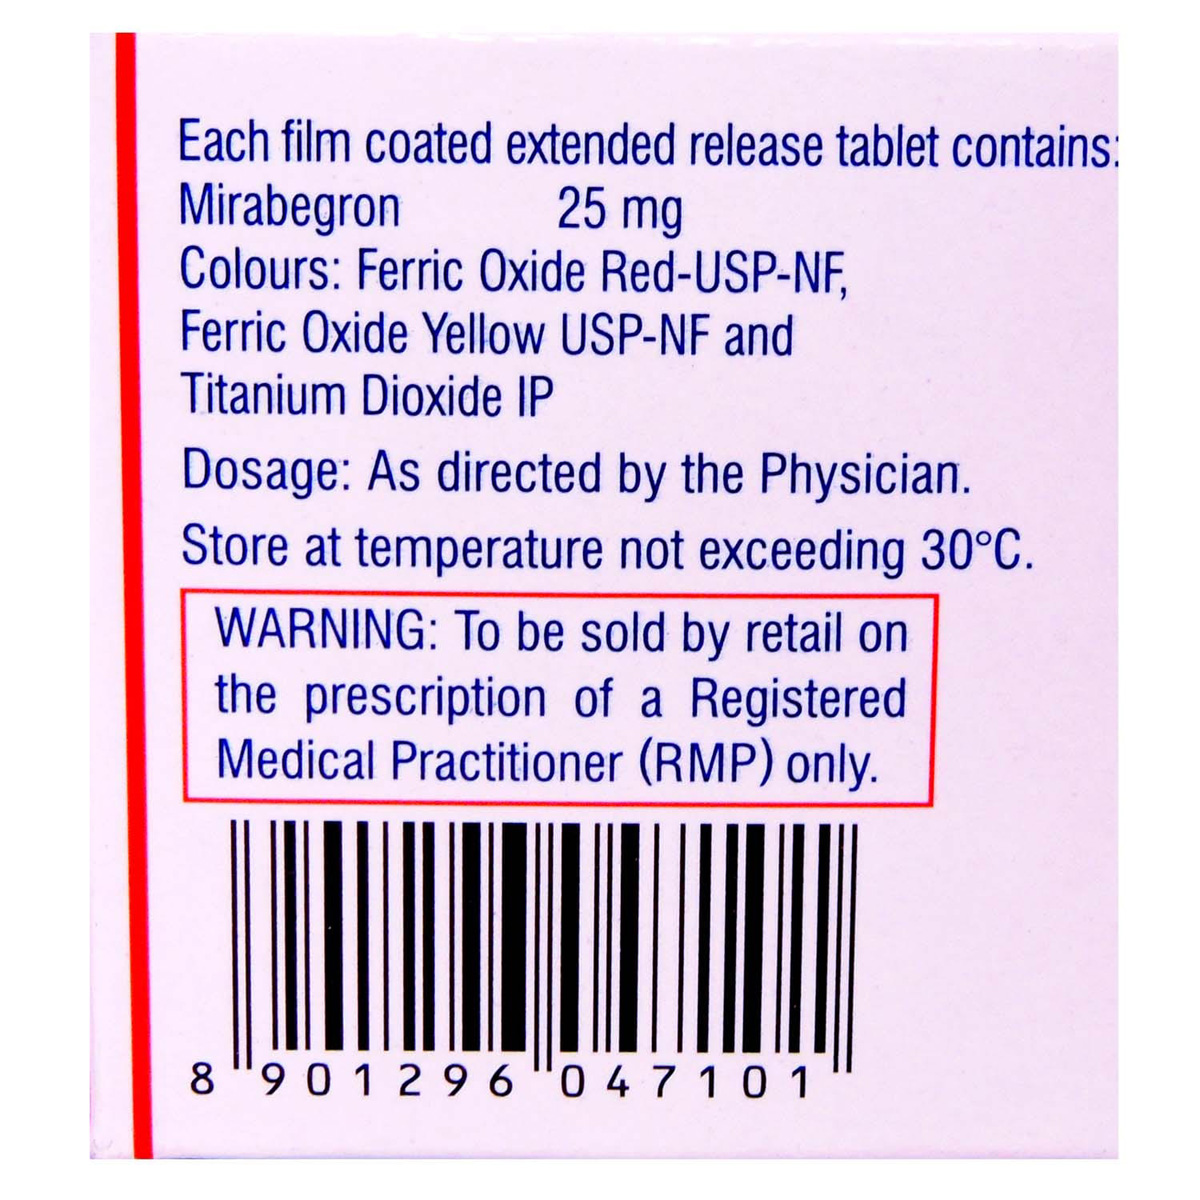 Each film coated extended release tablet contains:
Mirabegron 25 mg
Colours: Ferric Oxide Red-USP-NF,
Ferric Oxide Yellow USP-NF and
Titanium Dioxide IP
Dosage: As directed by the Physician.
Store at temperature not exceeding 30°C.
WARNING: To be sold by retail on
the prescription of a Registered
Medical Practitioner (RMP) only.
8 901296 047101